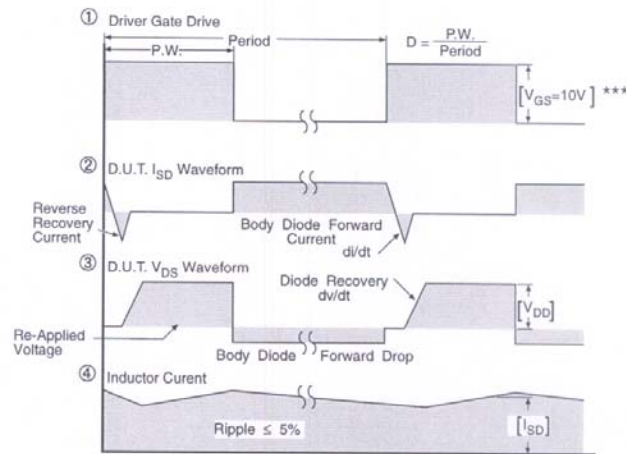 ① Driver Gate Drive
P.W.
Period
D = P.W. / Period
[VGS=10V] ***
② D.U.T. ISD Waveform
Reverse
Recovery
Current
Body Diode Forward
Current
di/dt
③ D.U.T. VDS Waveform
Diode Recovery
dv/dt
[VDD]
Re-Applied
Voltage
Body Diode
Forward Drop
④ Inductor Curent
Ripple ≤ 5%
[ISD]